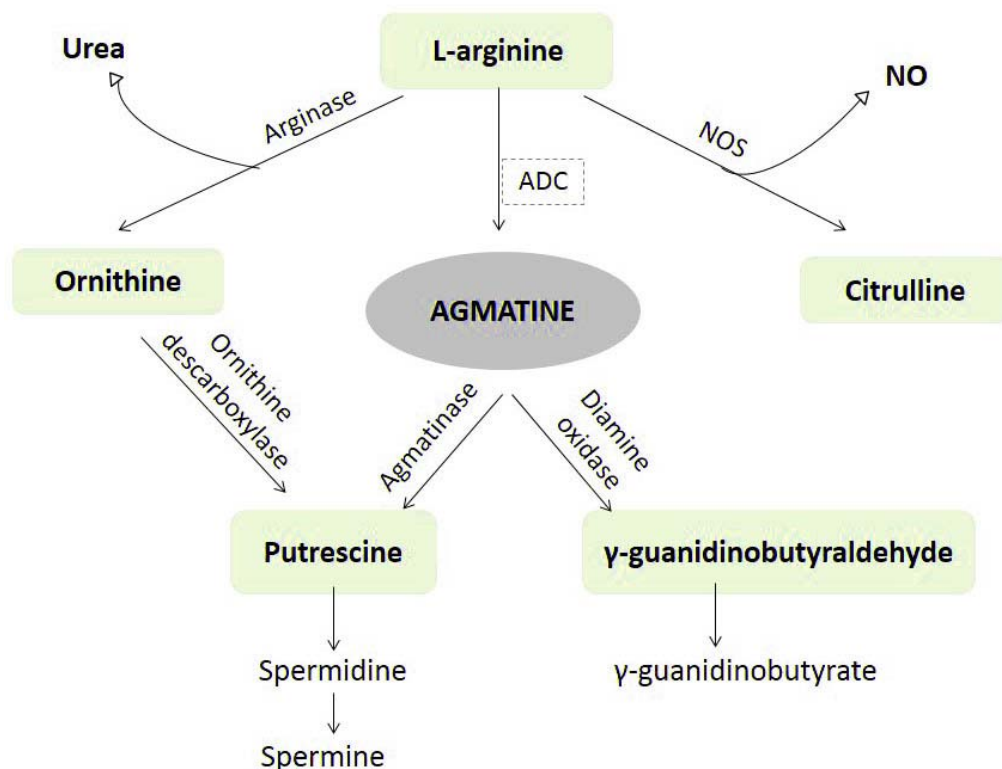 Urea
L-arginine
NO
Arginase
NOS
ADC
Ornithine
AGMATINE
Citrulline
Ornithine
descarboxylase
Agmatinase
Diamine
oxidase
Putrescine
γ-guanidinobutyraldehyde
Spermidine
γ-guanidinobutyrate
Spermine